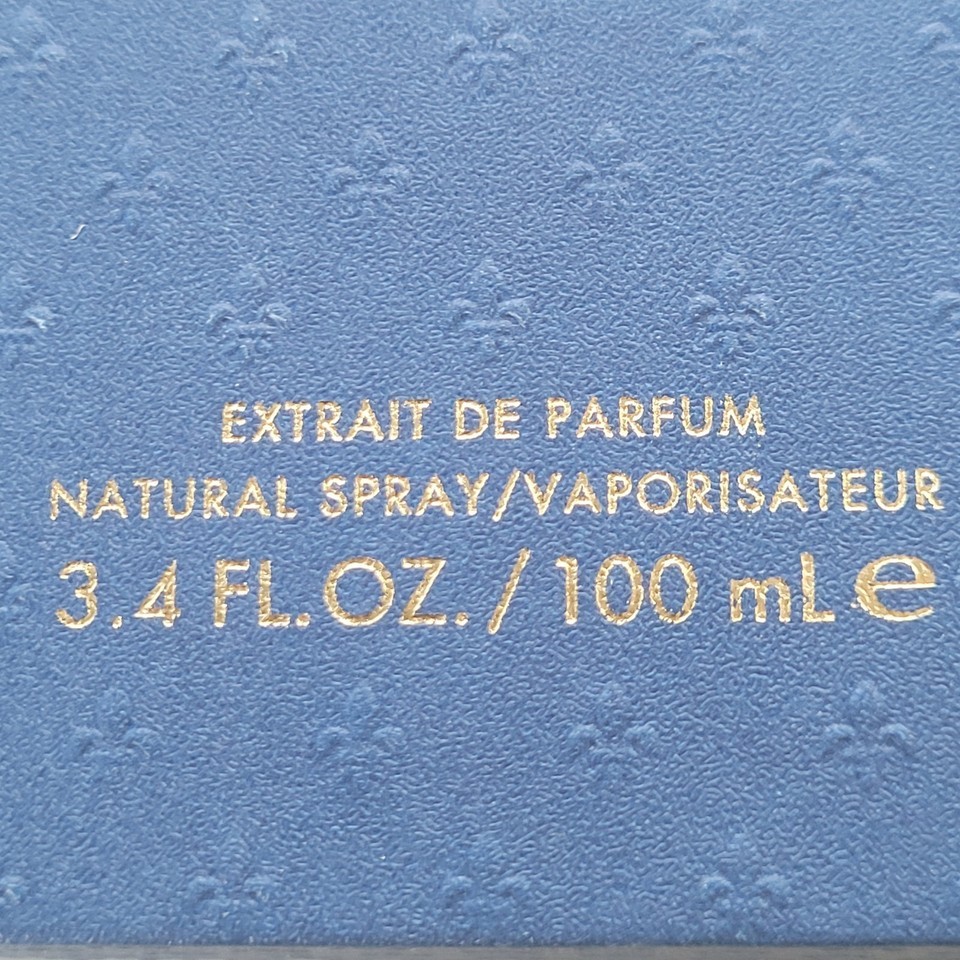 EXTRAIT DE PARFUM
NATURAL SPRAY/VAPORISATEUR
3.4 FL.OZ. / 100 mL e